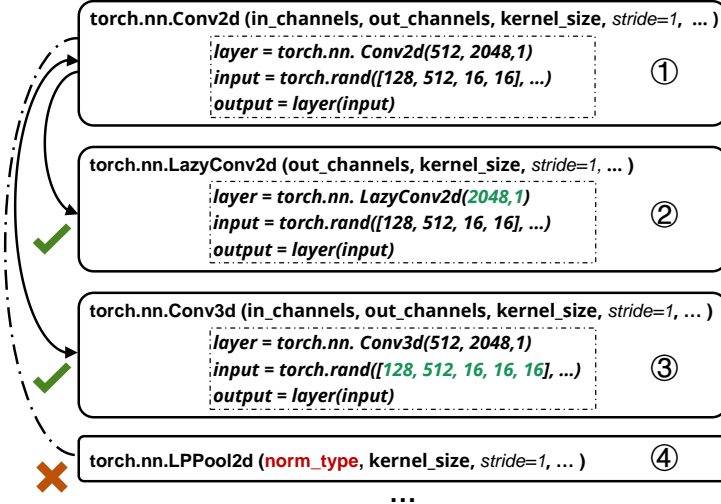 torch.nn.Conv2d (in_channels, out_channels, kernel_size, stride=1, ... )
layer = torch.nn. Conv2d(512, 2048,1)
input = torch.rand([128, 512, 16, 16], ...)
output = layer(input)
①
torch.nn.LazyConv2d (out_channels, kernel_size, stride=1, ... )
layer = torch.nn. LazyConv2d(2048,1)
input = torch.rand([128, 512, 16, 16], ...)
output = layer(input)
②
torch.nn.Conv3d (in_channels, out_channels, kernel_size, stride=1, ... )
layer = torch.nn. Conv3d(512, 2048,1)
input = torch.rand([128, 512, 16, 16, 16], ...)
output = layer(input)
③
torch.nn.LPPool2d (norm_type, kernel_size, stride=1, ... )
④
...